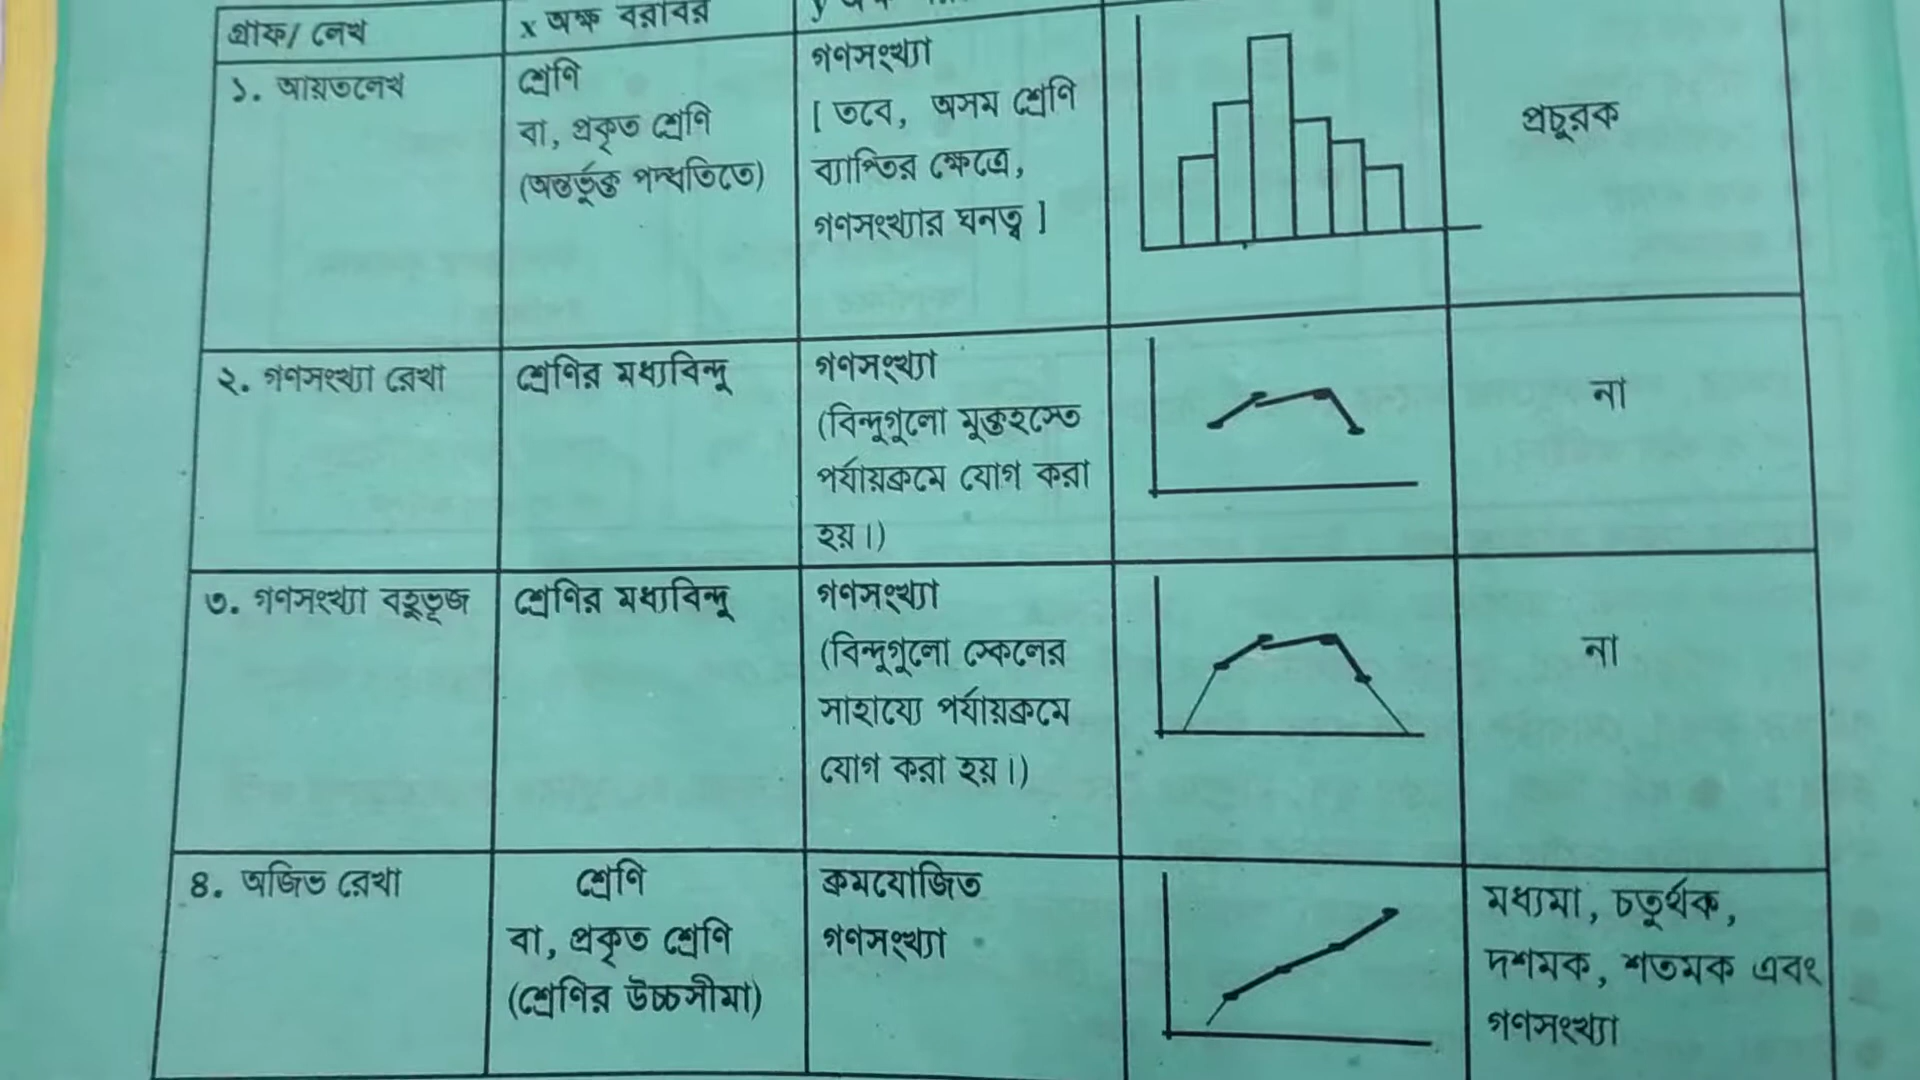 গ্রাফ/ লেখ
x অক্ষ বরাবর
y অক্ষ
১. আয়তলেখ
শ্রেণি
বা, প্রকৃত শ্রেণি
(অন্তর্ভুক্ত পদ্ধতিতে)
গণসংখ্যা
[ তবে, অসম শ্রেণি
ব্যাপ্তির ক্ষেত্রে,
গণসংখ্যার ঘনত্ব ]
প্রচুরক
২. গণসংখ্যা রেখা
শ্রেণির মধ্যবিন্দু
গণসংখ্যা
(বিন্দুগুলো মুক্তহস্তে
পর্যায়ক্রমে যোগ করা
হয়।)
না
৩. গণসংখ্যা বহুভূজ
শ্রেণির মধ্যবিন্দু
গণসংখ্যা
(বিন্দুগুলো স্কেলের
সাহায্যে পর্যায়ক্রমে
যোগ করা হয়।)
না
৪. অজিভ রেখা
শ্রেণি
বা, প্রকৃত শ্রেণি
(শ্রেণির উচ্চসীমা)
ক্রমযোজিত
গণসংখ্যা
মধ্যমা, চতুর্থক,
দশমক, শতমক এবং
গণসংখ্যা